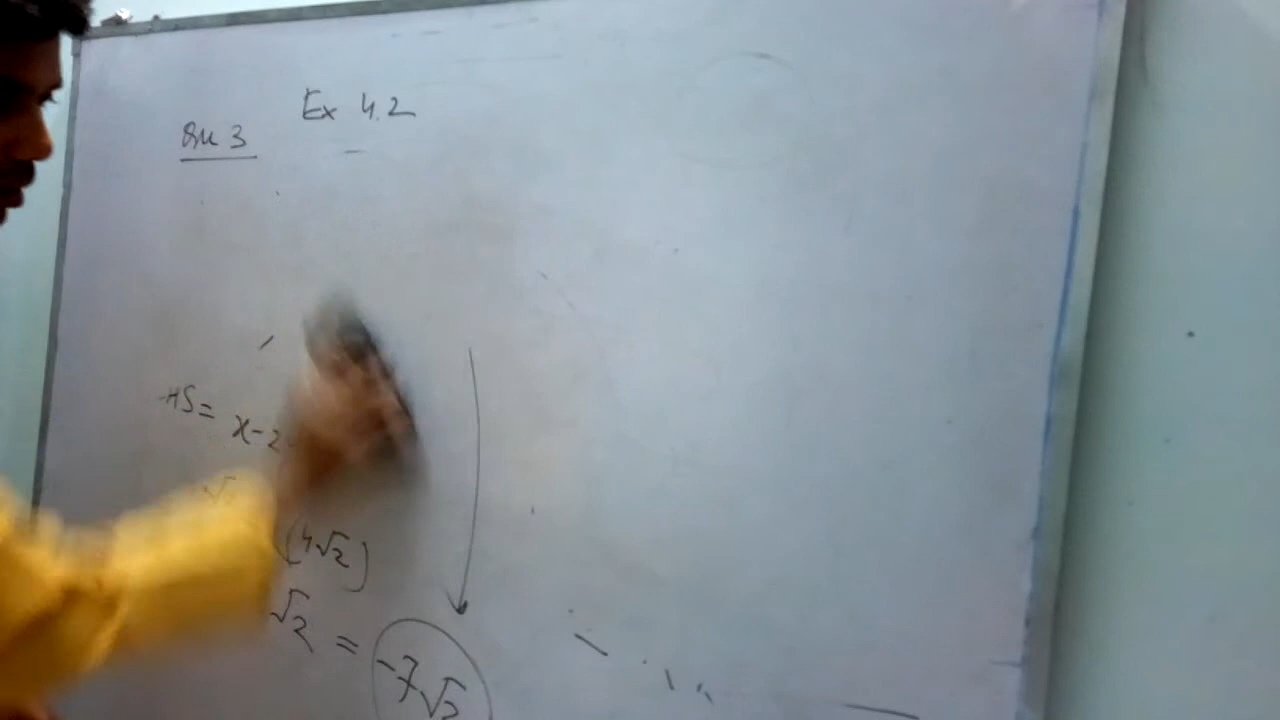 Ex 4.2
Qu 3
HS = x-2
(4√2)
√2 = -7√2